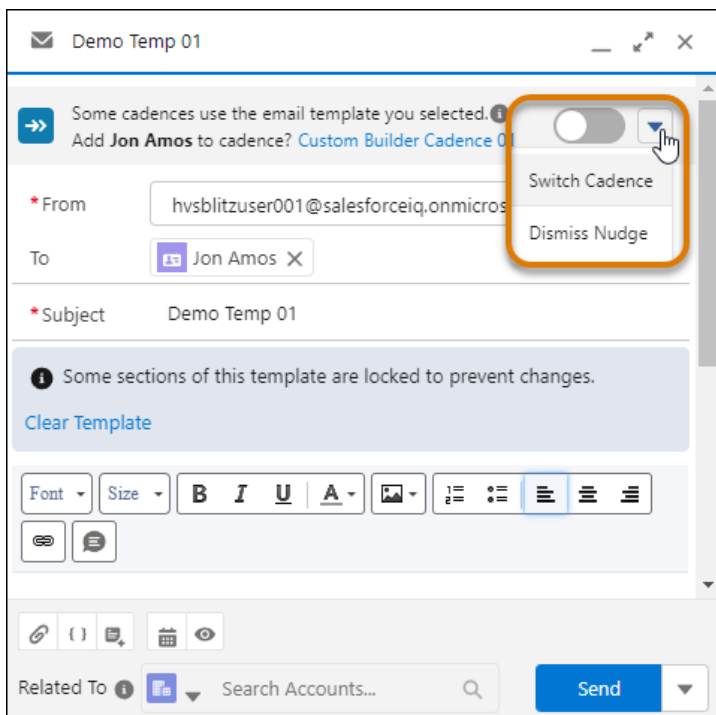 Demo Temp 01
Some cadences use the email template you selected.
Add Jon Amos to cadence? Custom Builder Cadence 01
Switch Cadence
Dismiss Nudge
*From hvsblitzuser001@salesforceiq.onmicros
To Jon Amos
*Subject Demo Temp 01
Some sections of this template are locked to prevent changes.
Clear Template
Font Size B I U A
Related To Search Accounts... Send